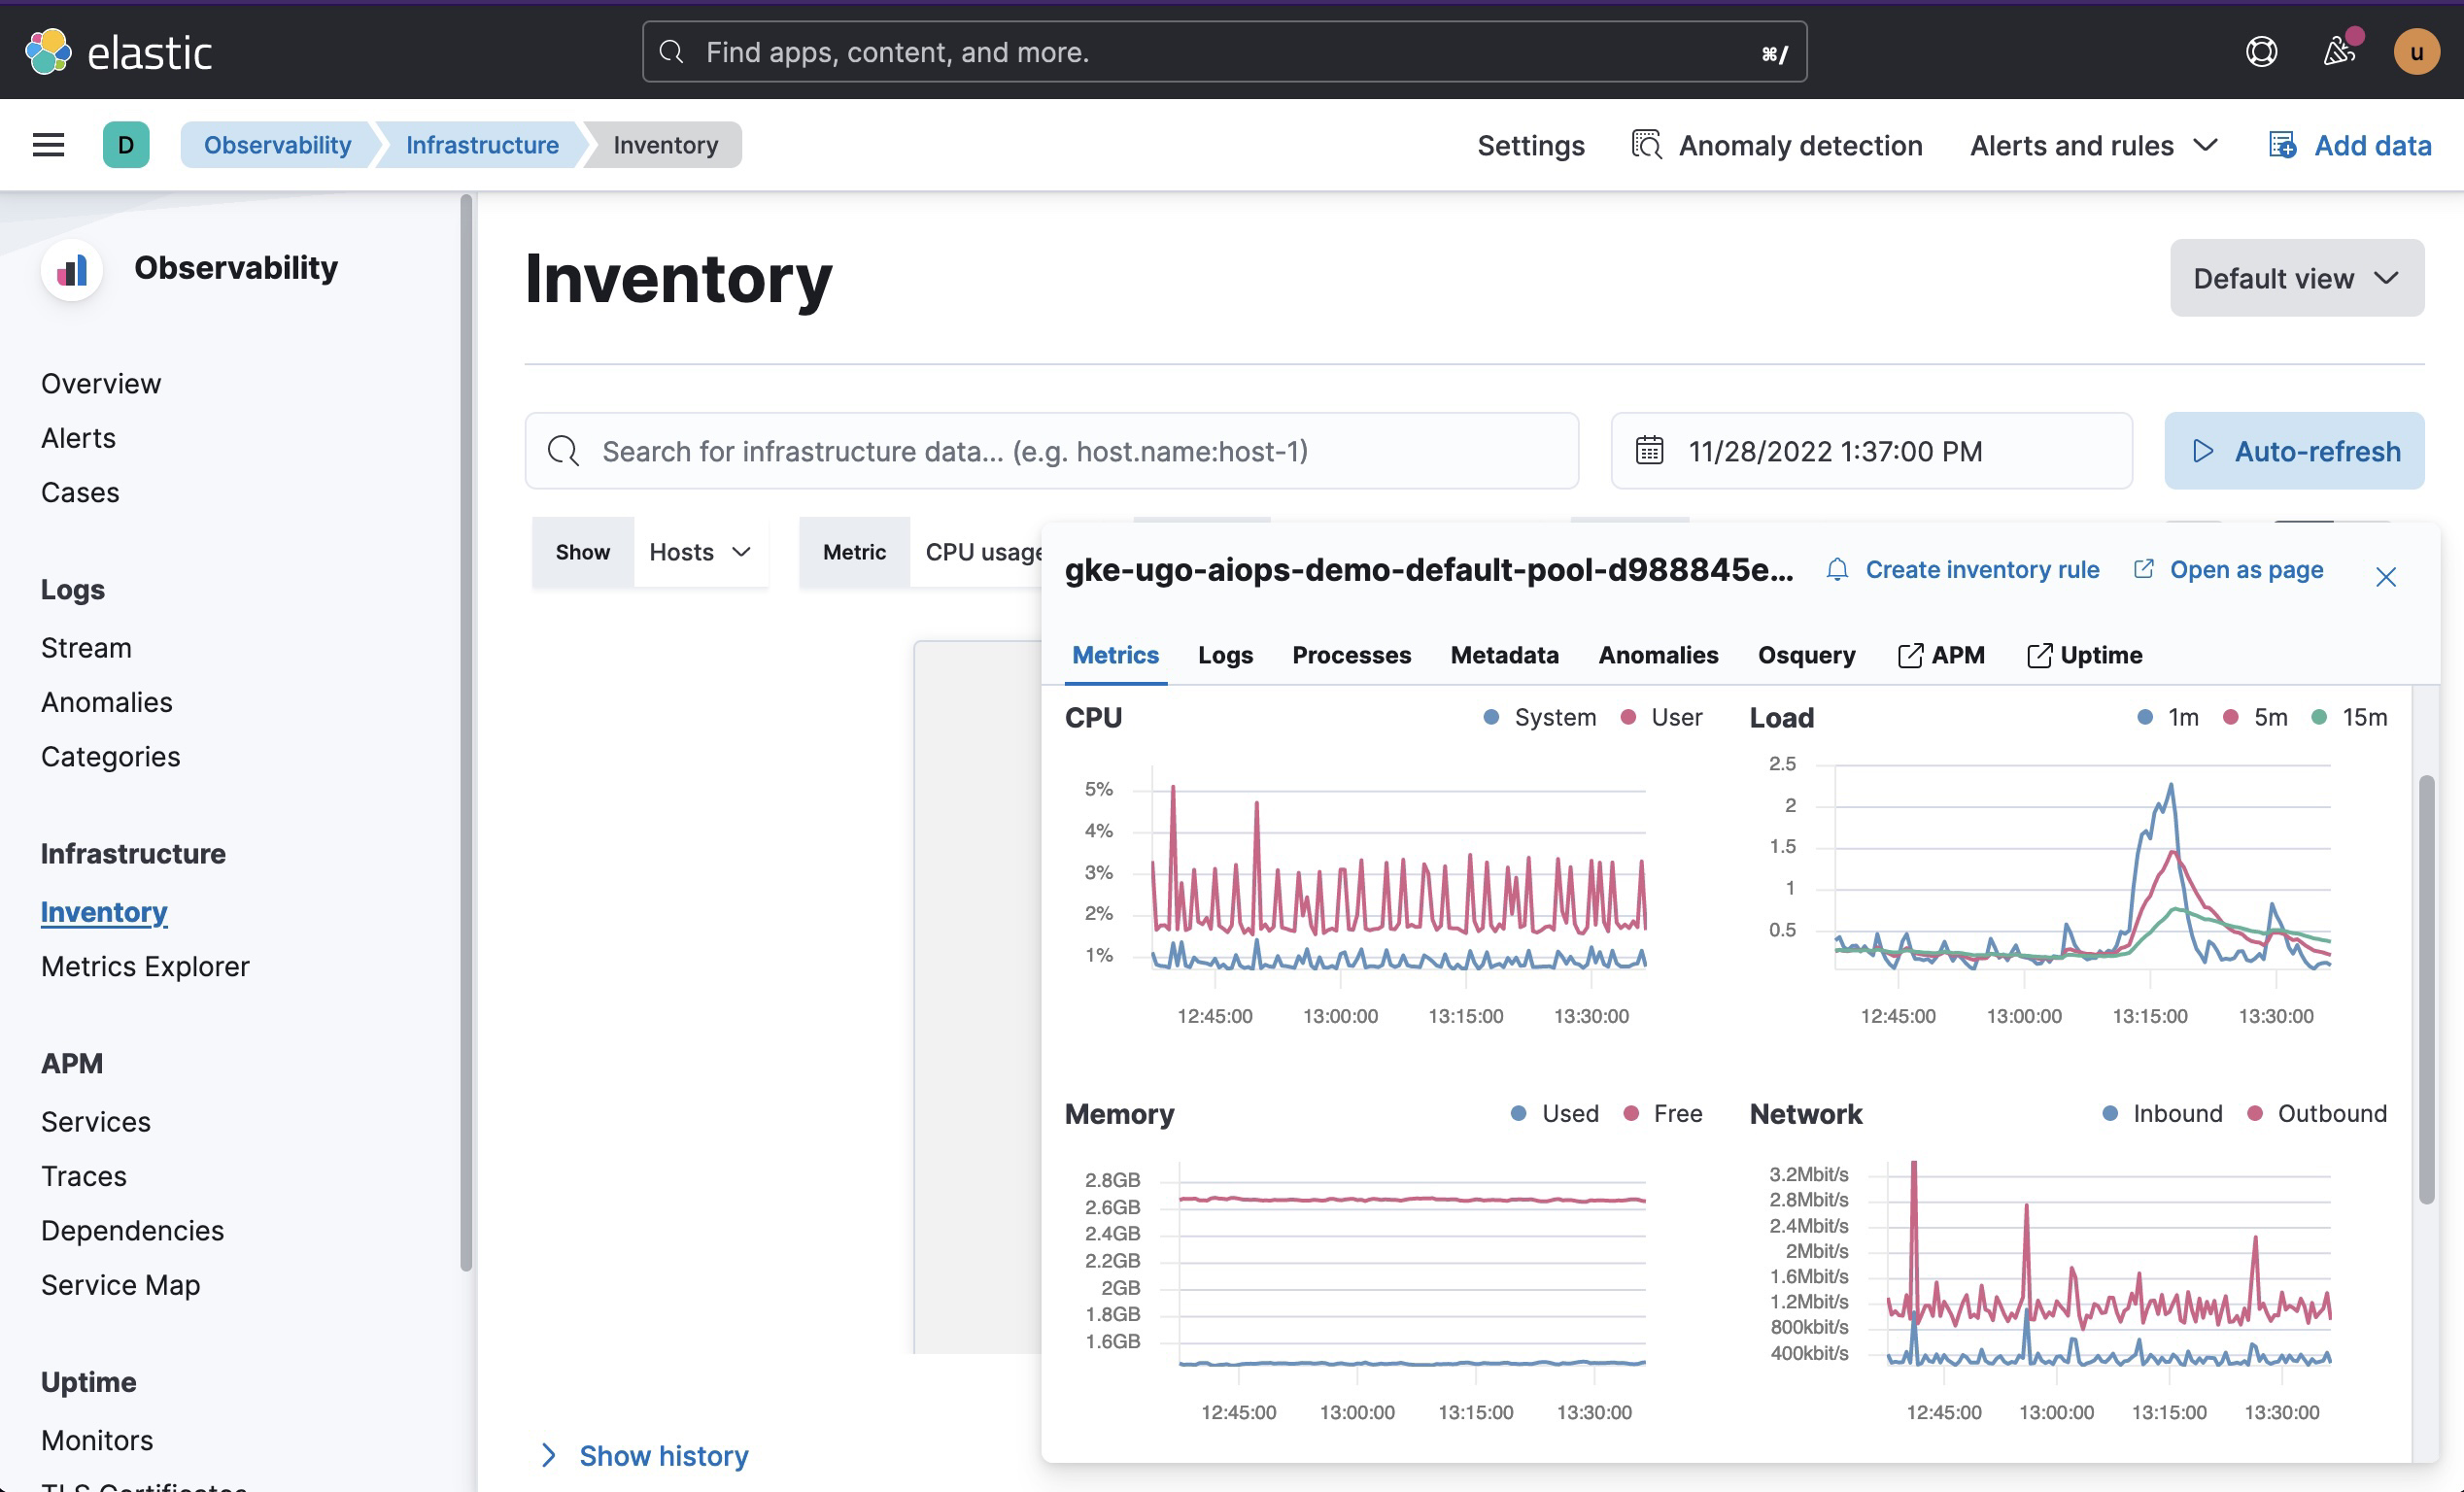 elastic
Find apps, content, and more.
⌘/
u
D
Observability
Infrastructure
Inventory
Settings
Anomaly detection
Alerts and rules
Add data
Observability
Overview
Alerts
Cases
Logs
Stream
Anomalies
Categories
Infrastructure
Inventory
Metrics Explorer
APM
Services
Traces
Dependencies
Service Map
Uptime
Monitors
TLS Certificates
Inventory
Default view
Search for infrastructure data... (e.g. host.name:host-1)
11/28/2022 1:37:00 PM
Auto-refresh
Show
Hosts
Metric
CPU usage
Show history
gke-ugo-aiops-demo-default-pool-d988845e...
Create inventory rule
Open as page
Metrics
Logs
Processes
Metadata
Anomalies
Osquery
APM
Uptime
CPU
System
User
5%
4%
3%
2%
1%
12:45:00
13:00:00
13:15:00
13:30:00
Load
1m
5m
15m
2.5
2
1.5
1
0.5
12:45:00
13:00:00
13:15:00
13:30:00
Memory
Used
Free
2.8GB
2.6GB
2.4GB
2.2GB
2GB
1.8GB
1.6GB
12:45:00
13:00:00
13:15:00
13:30:00
Network
Inbound
Outbound
3.2Mbit/s
2.8Mbit/s
2.4Mbit/s
2Mbit/s
1.6Mbit/s
1.2Mbit/s
800kbit/s
400kbit/s
12:45:00
13:00:00
13:15:00
13:30:00